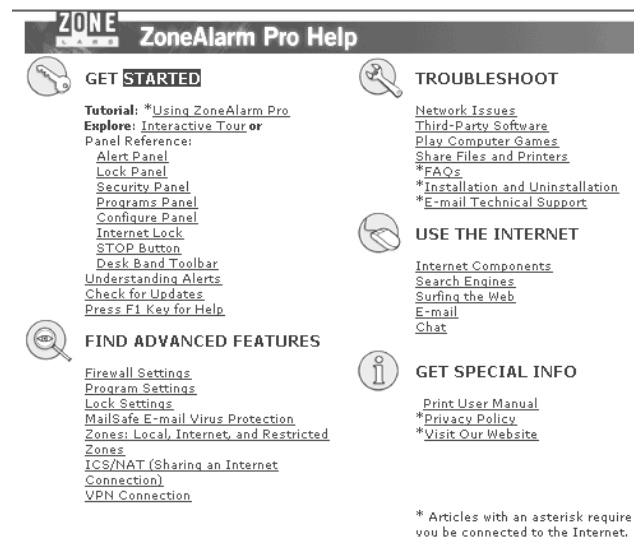 ZONE
LABS
ZoneAlarm Pro Help
GET STARTED
Tutorial: *Using ZoneAlarm Pro
Explore: Interactive Tour or
Panel Reference:
Alert Panel
Lock Panel
Security Panel
Programs Panel
Configure Panel
Internet Lock
STOP Button
Desk Band Toolbar
Understanding Alerts
Check for Updates
Press F1 Key for Help
FIND ADVANCED FEATURES
Firewall Settings
Program Settings
Lock Settings
MailSafe E-mail Virus Protection
Zones: Local, Internet, and Restricted
Zones
ICS/NAT (Sharing an Internet
Connection)
VPN Connection
TROUBLESHOOT
Network Issues
Third-Party Software
Play Computer Games
Share Files and Printers
*FAQs
*Installation and Uninstallation
*E-mail Technical Support
USE THE INTERNET
Internet Components
Search Engines
Surfing the Web
E-mail
Chat
GET SPECIAL INFO
Print User Manual
*Privacy Policy
*Visit Our Website
* Articles with an asterisk require
you be connected to the Internet.